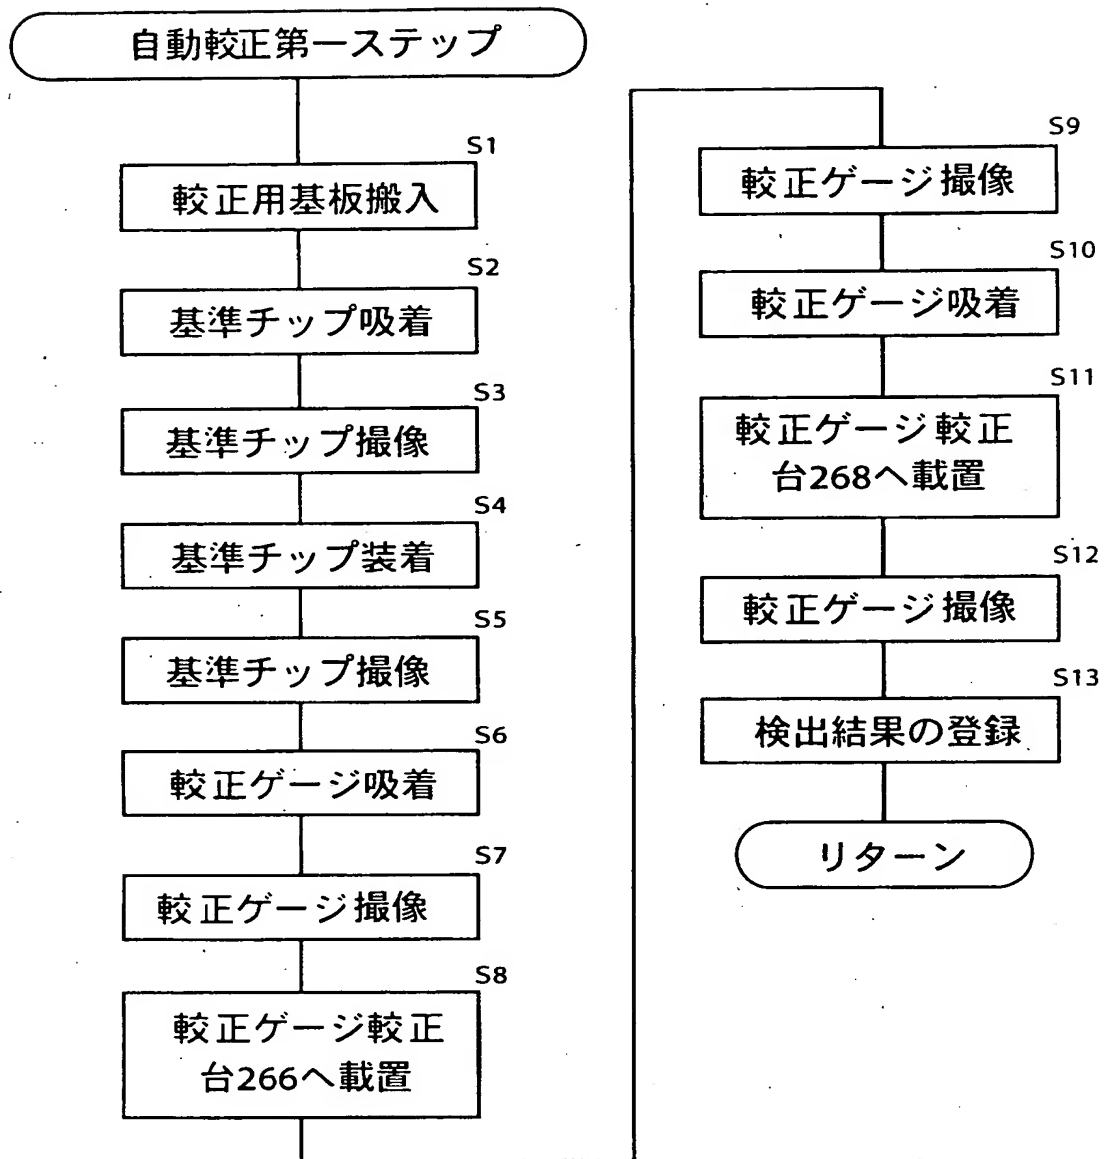 自動較正第一ステップ
S1
較正用基板搬入
S2
基準チップ吸着
S3
基準チップ撮像
S4
基準チップ装着
S5
基準チップ撮像
S6
較正ゲージ吸着
S7
較正ゲージ撮像
S8
較正ゲージ較正
台266へ載置
S9
較正ゲージ撮像
S10
較正ゲージ吸着
S11
較正ゲージ較正
台268へ載置
S12
較正ゲージ撮像
S13
検出結果の登録
リターン